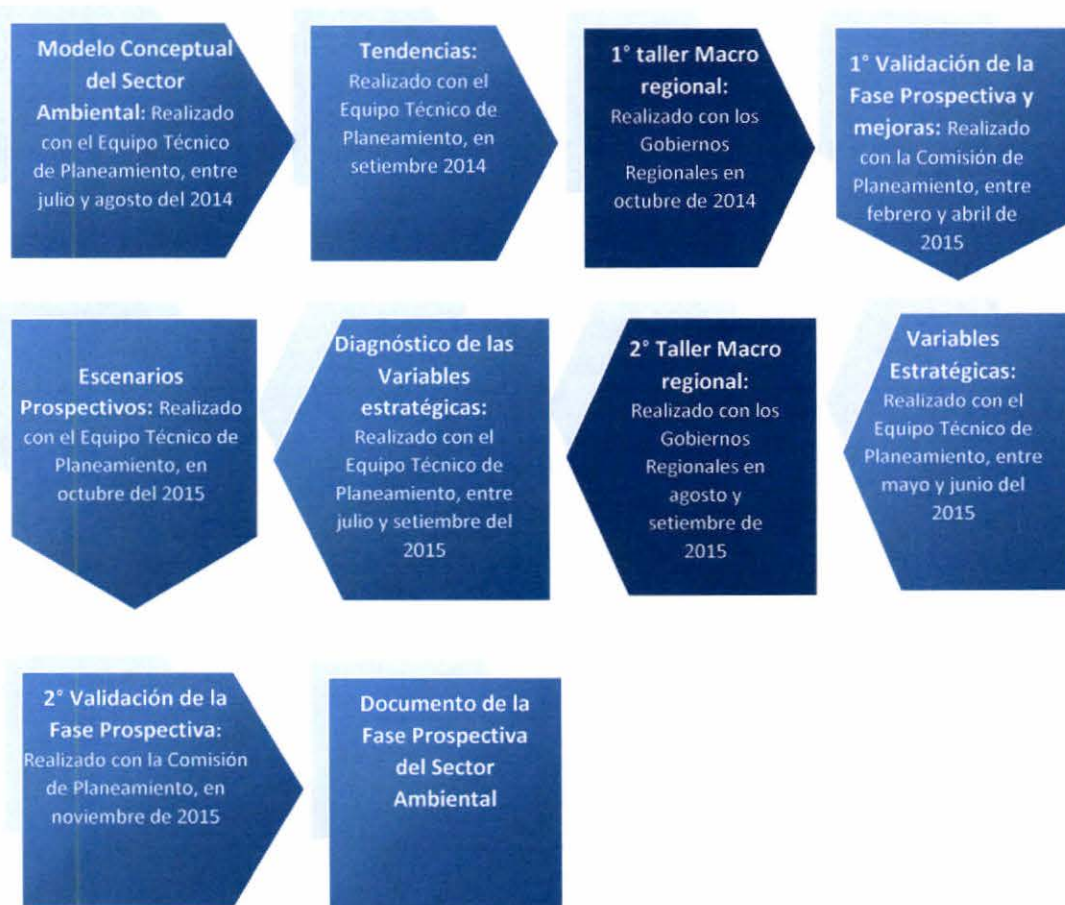 Modelo Conceptual
del Sector
Ambiental: Realizado
con el Equipo Técnico
de Planeamiento, entre
julio y agosto del 2014
Tendencias:
Realizado con el
Equipo Técnico de
Planeamiento, en
setiembre 2014
1° taller Macro
regional:
Realizado con los
Gobiernos
Regionales en
octubre de 2014
1° Validación de la
Fase Prospectiva y
mejoras: Realizado
con la Comisión de
Planeamiento, entre
febrero y abril de
2015
Variables
Estratégicas:
Realizado con el
Equipo Técnico de
Planeamiento, entre
mayo y junio del
2015
2° Taller Macro
regional:
Realizado con los
Gobiernos
Regionales en
agosto y
setiembre de
2015
Diagnóstico de las
Variables
estratégicas:
Realizado con el
Equipo Técnico de
Planeamiento, entre
julio y setiembre del
2015
Escenarios
Prospectivos: Realizado
con el Equipo Técnico de
Planeamiento, en
octubre del 2015
2° Validación de la
Fase Prospectiva:
Realizado con la Comisión
de Planeamiento, en
noviembre de 2015
Documento de la
Fase Prospectiva
del Sector
Ambiental